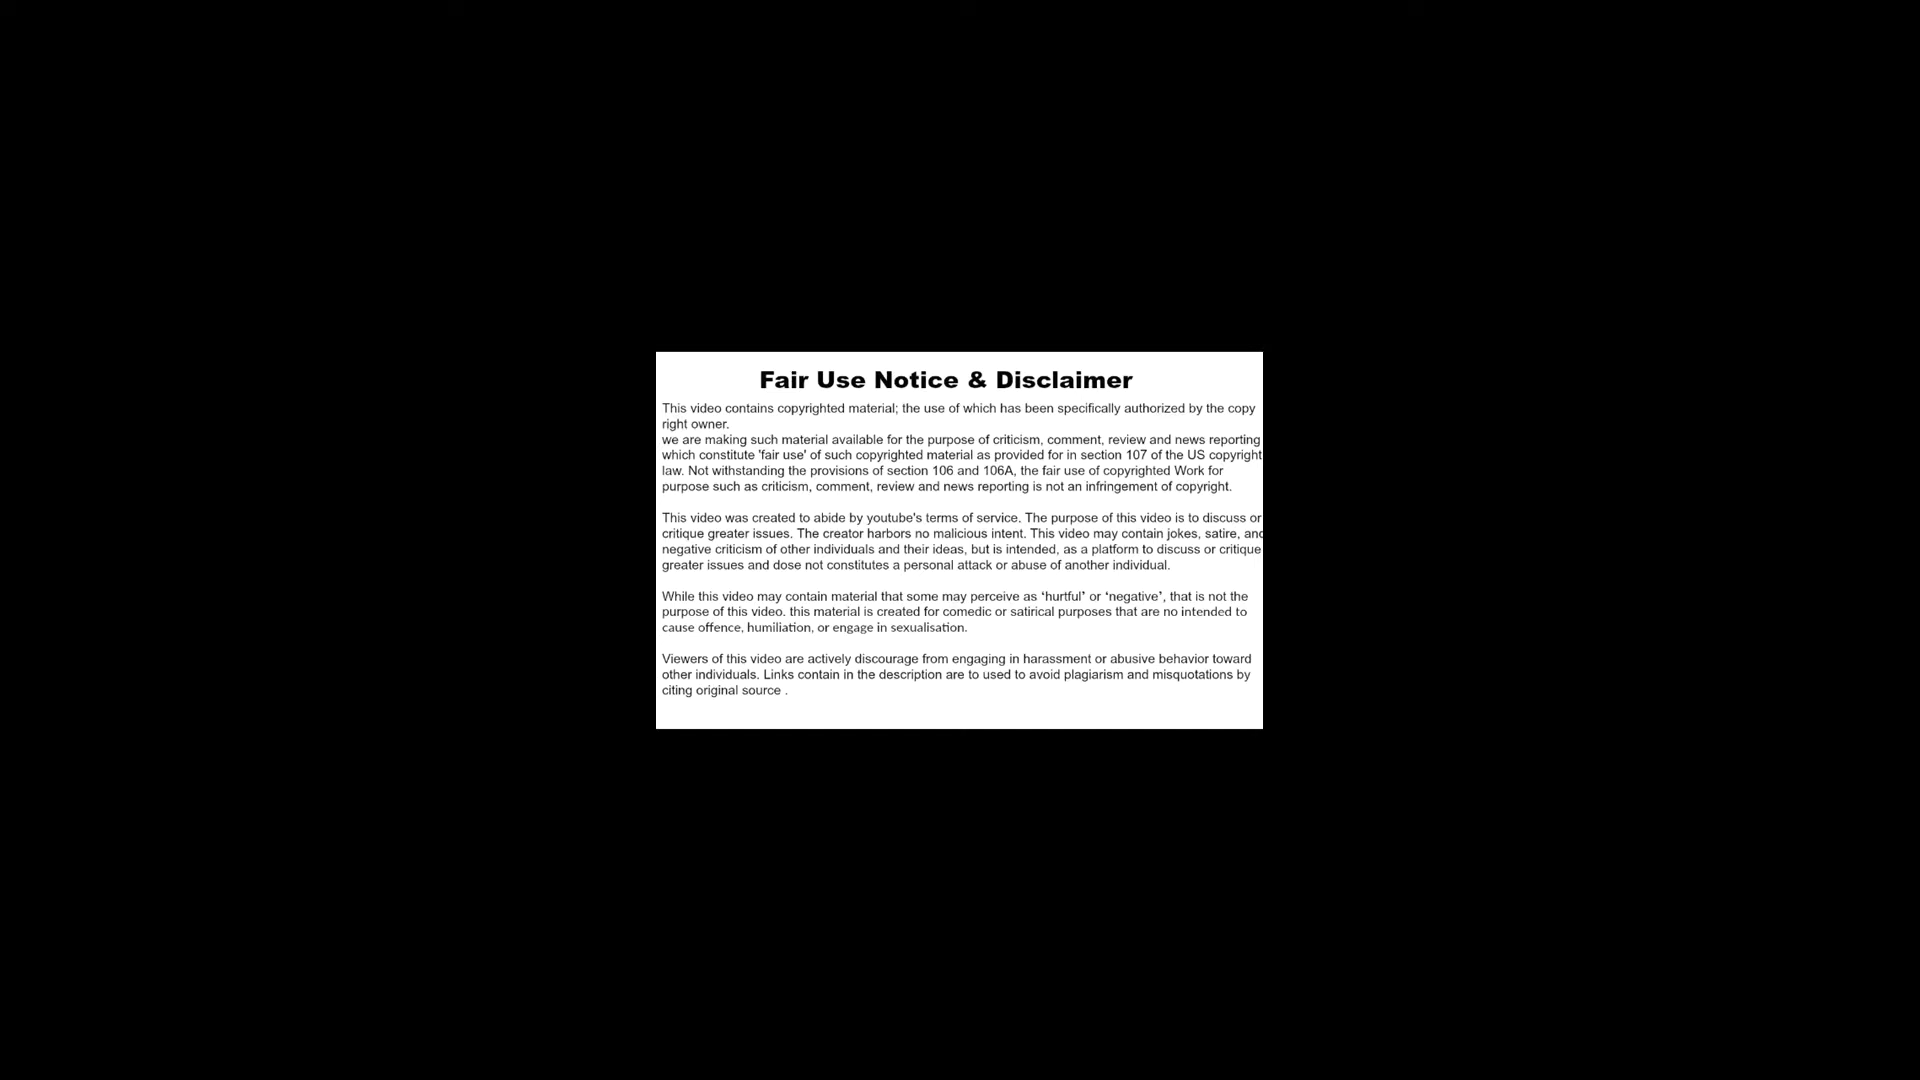 Fair Use Notice & Disclaimer
This video contains copyrighted material; the use of which has been specifically authorized by the copy
right owner.
we are making such material available for the purpose of criticism, comment, review and news reporting
which constitute 'fair use' of such copyrighted material as provided for in section 107 of the US copyright
law. Not withstanding the provisions of section 106 and 106A, the fair use of copyrighted Work for
purpose such as criticism, comment, review and news reporting is not an infringement of copyright.
This video was created to abide by youtube's terms of service. The purpose of this video is to discuss or
critique greater issues. The creator harbors no malicious intent. This video may contain jokes, satire, and
negative criticism of other individuals and their ideas, but is intended, as a platform to discuss or critique
greater issues and dose not constitutes a personal attack or abuse of another individual.
While this video may contain material that some may perceive as ‘hurtful’ or ‘negative’, that is not the
purpose of this video. this material is created for comedic or satirical purposes that are no intended to
cause offence, humiliation, or engage in sexualisation.
Viewers of this video are actively discourage from engaging in harassment or abusive behavior toward
other individuals. Links contain in the description are to used to avoid plagiarism and misquotations by
citing original source .